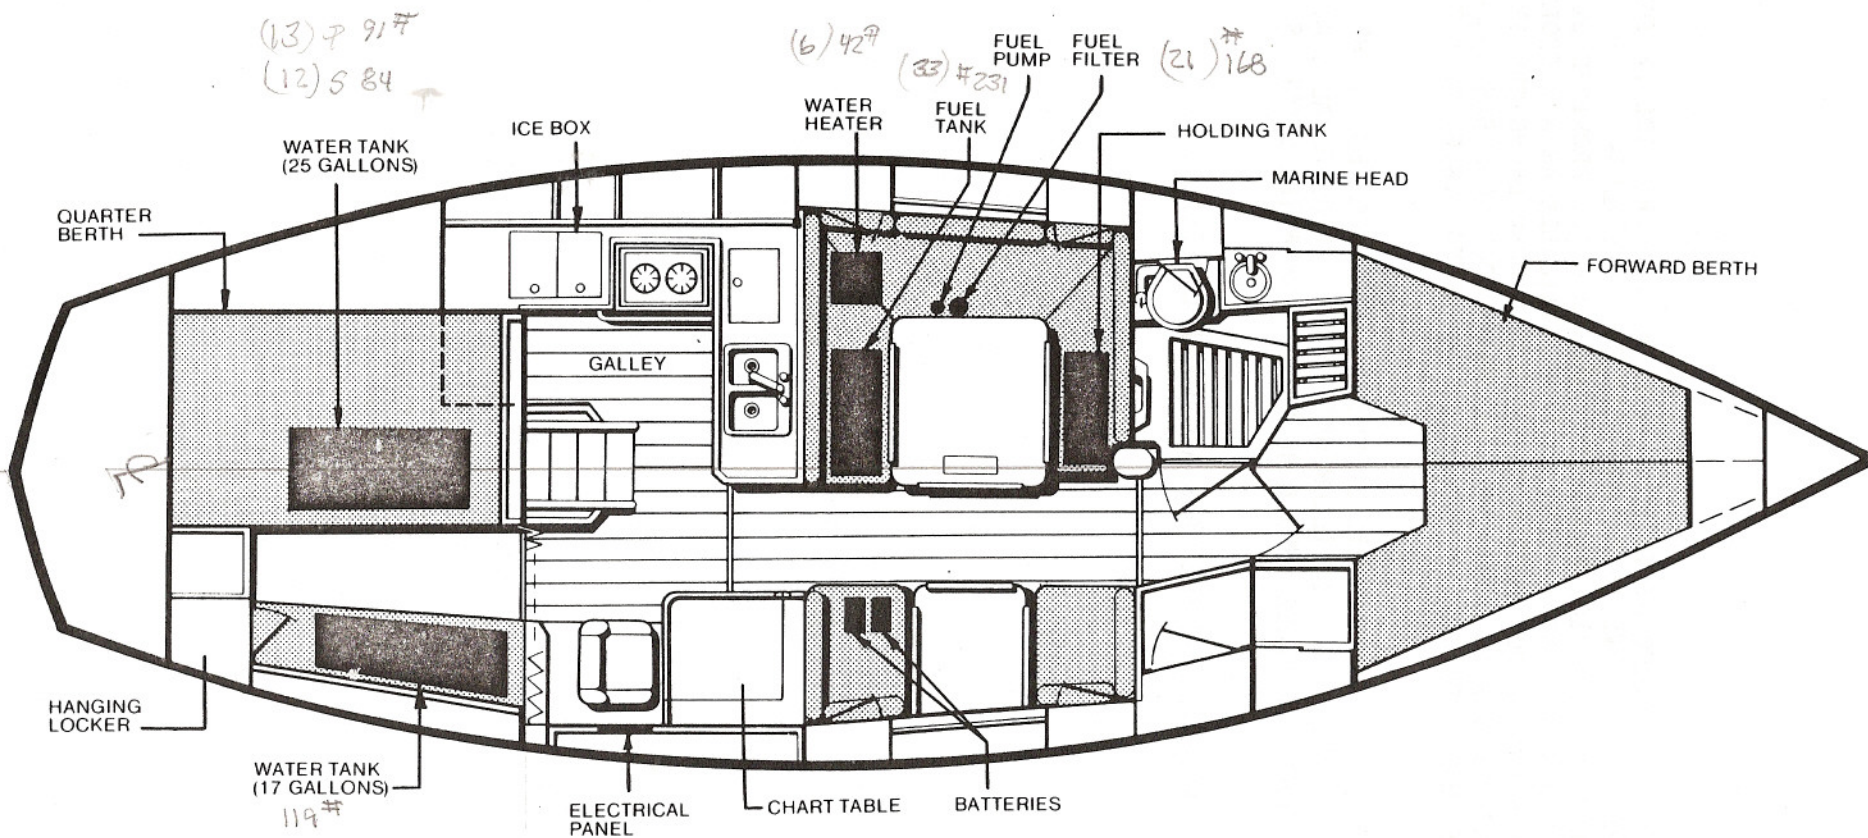 (13) P 91#
(12) S 84
(6) 42#
(33) #231
FUEL
PUMP
FUEL
FILTER
(21) #168
WATER
HEATER
FUEL
TANK
ICE BOX
HOLDING TANK
WATER TANK
(25 GALLONS)
MARINE HEAD
QUARTER
BERTH
FORWARD BERTH
GALLEY
HANGING
LOCKER
WATER TANK
(17 GALLONS)
119#
ELECTRICAL
PANEL
CHART TABLE
BATTERIES